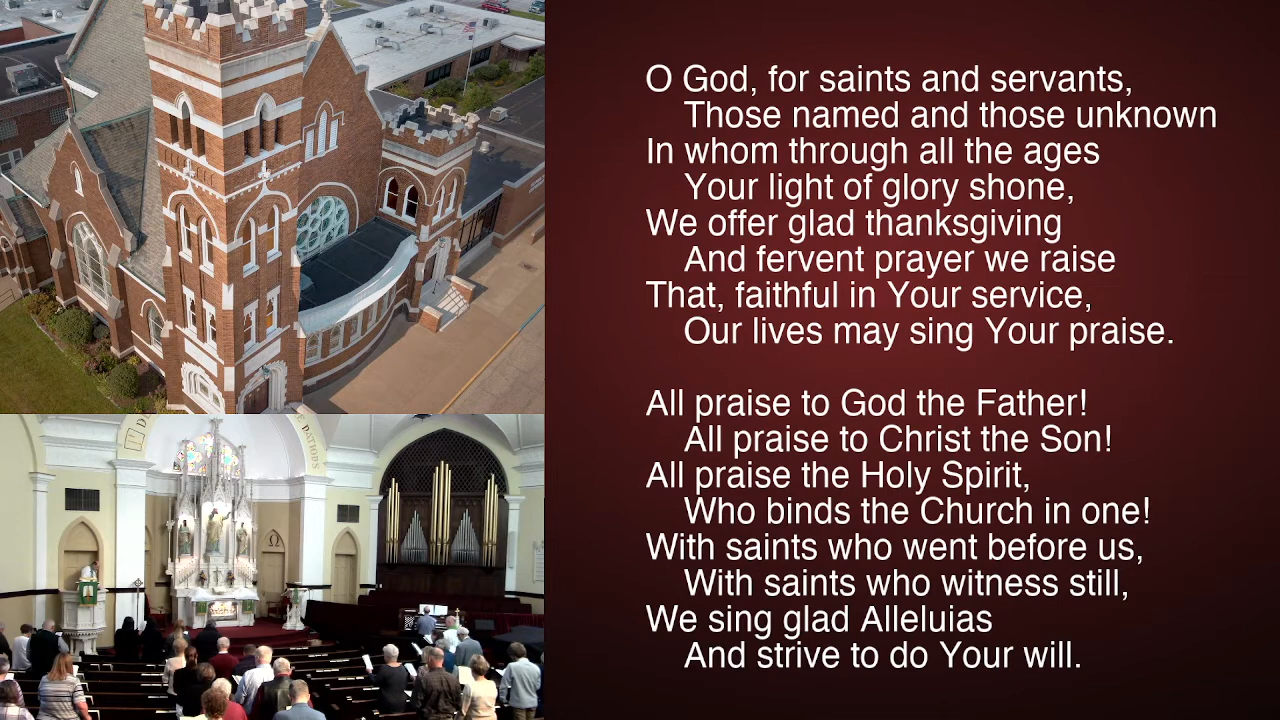 O God, for saints and servants,
Those named and those unknown
In whom through all the ages
Your light of glory shone,
We offer glad thanksgiving
And fervent prayer we raise
That, faithful in Your service,
Our lives may sing Your praise.
All praise to God the Father!
All praise to Christ the Son!
All praise the Holy Spirit,
Who binds the Church in one!
With saints who went before us,
With saints who witness still,
We sing glad Alleluias
And strive to do Your will.
Ω